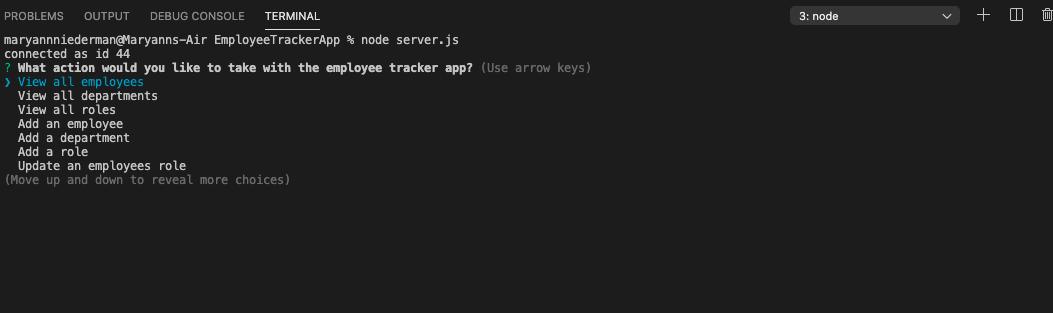 PROBLEMS OUTPUT DEBUG CONSOLE TERMINAL 3: node
maryannniederman@Maryanns-Air EmployeeTrackerApp % node server.js
connected as id 44
? What action would you like to take with the employee tracker app? (Use arrow keys)
❯ View all employees
View all departments
View all roles
Add an employee
Add a department
Add a role
Update an employees role
(Move up and down to reveal more choices)